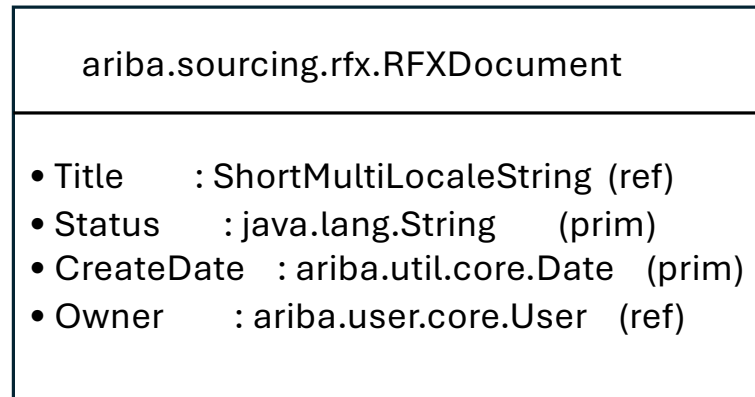 ariba.sourcing.rfx.RFXDocument
• Title : ShortMultiLocaleString (ref)
• Status : java.lang.String (prim)
• CreateDate : ariba.util.core.Date (prim)
• Owner : ariba.user.core.User (ref)